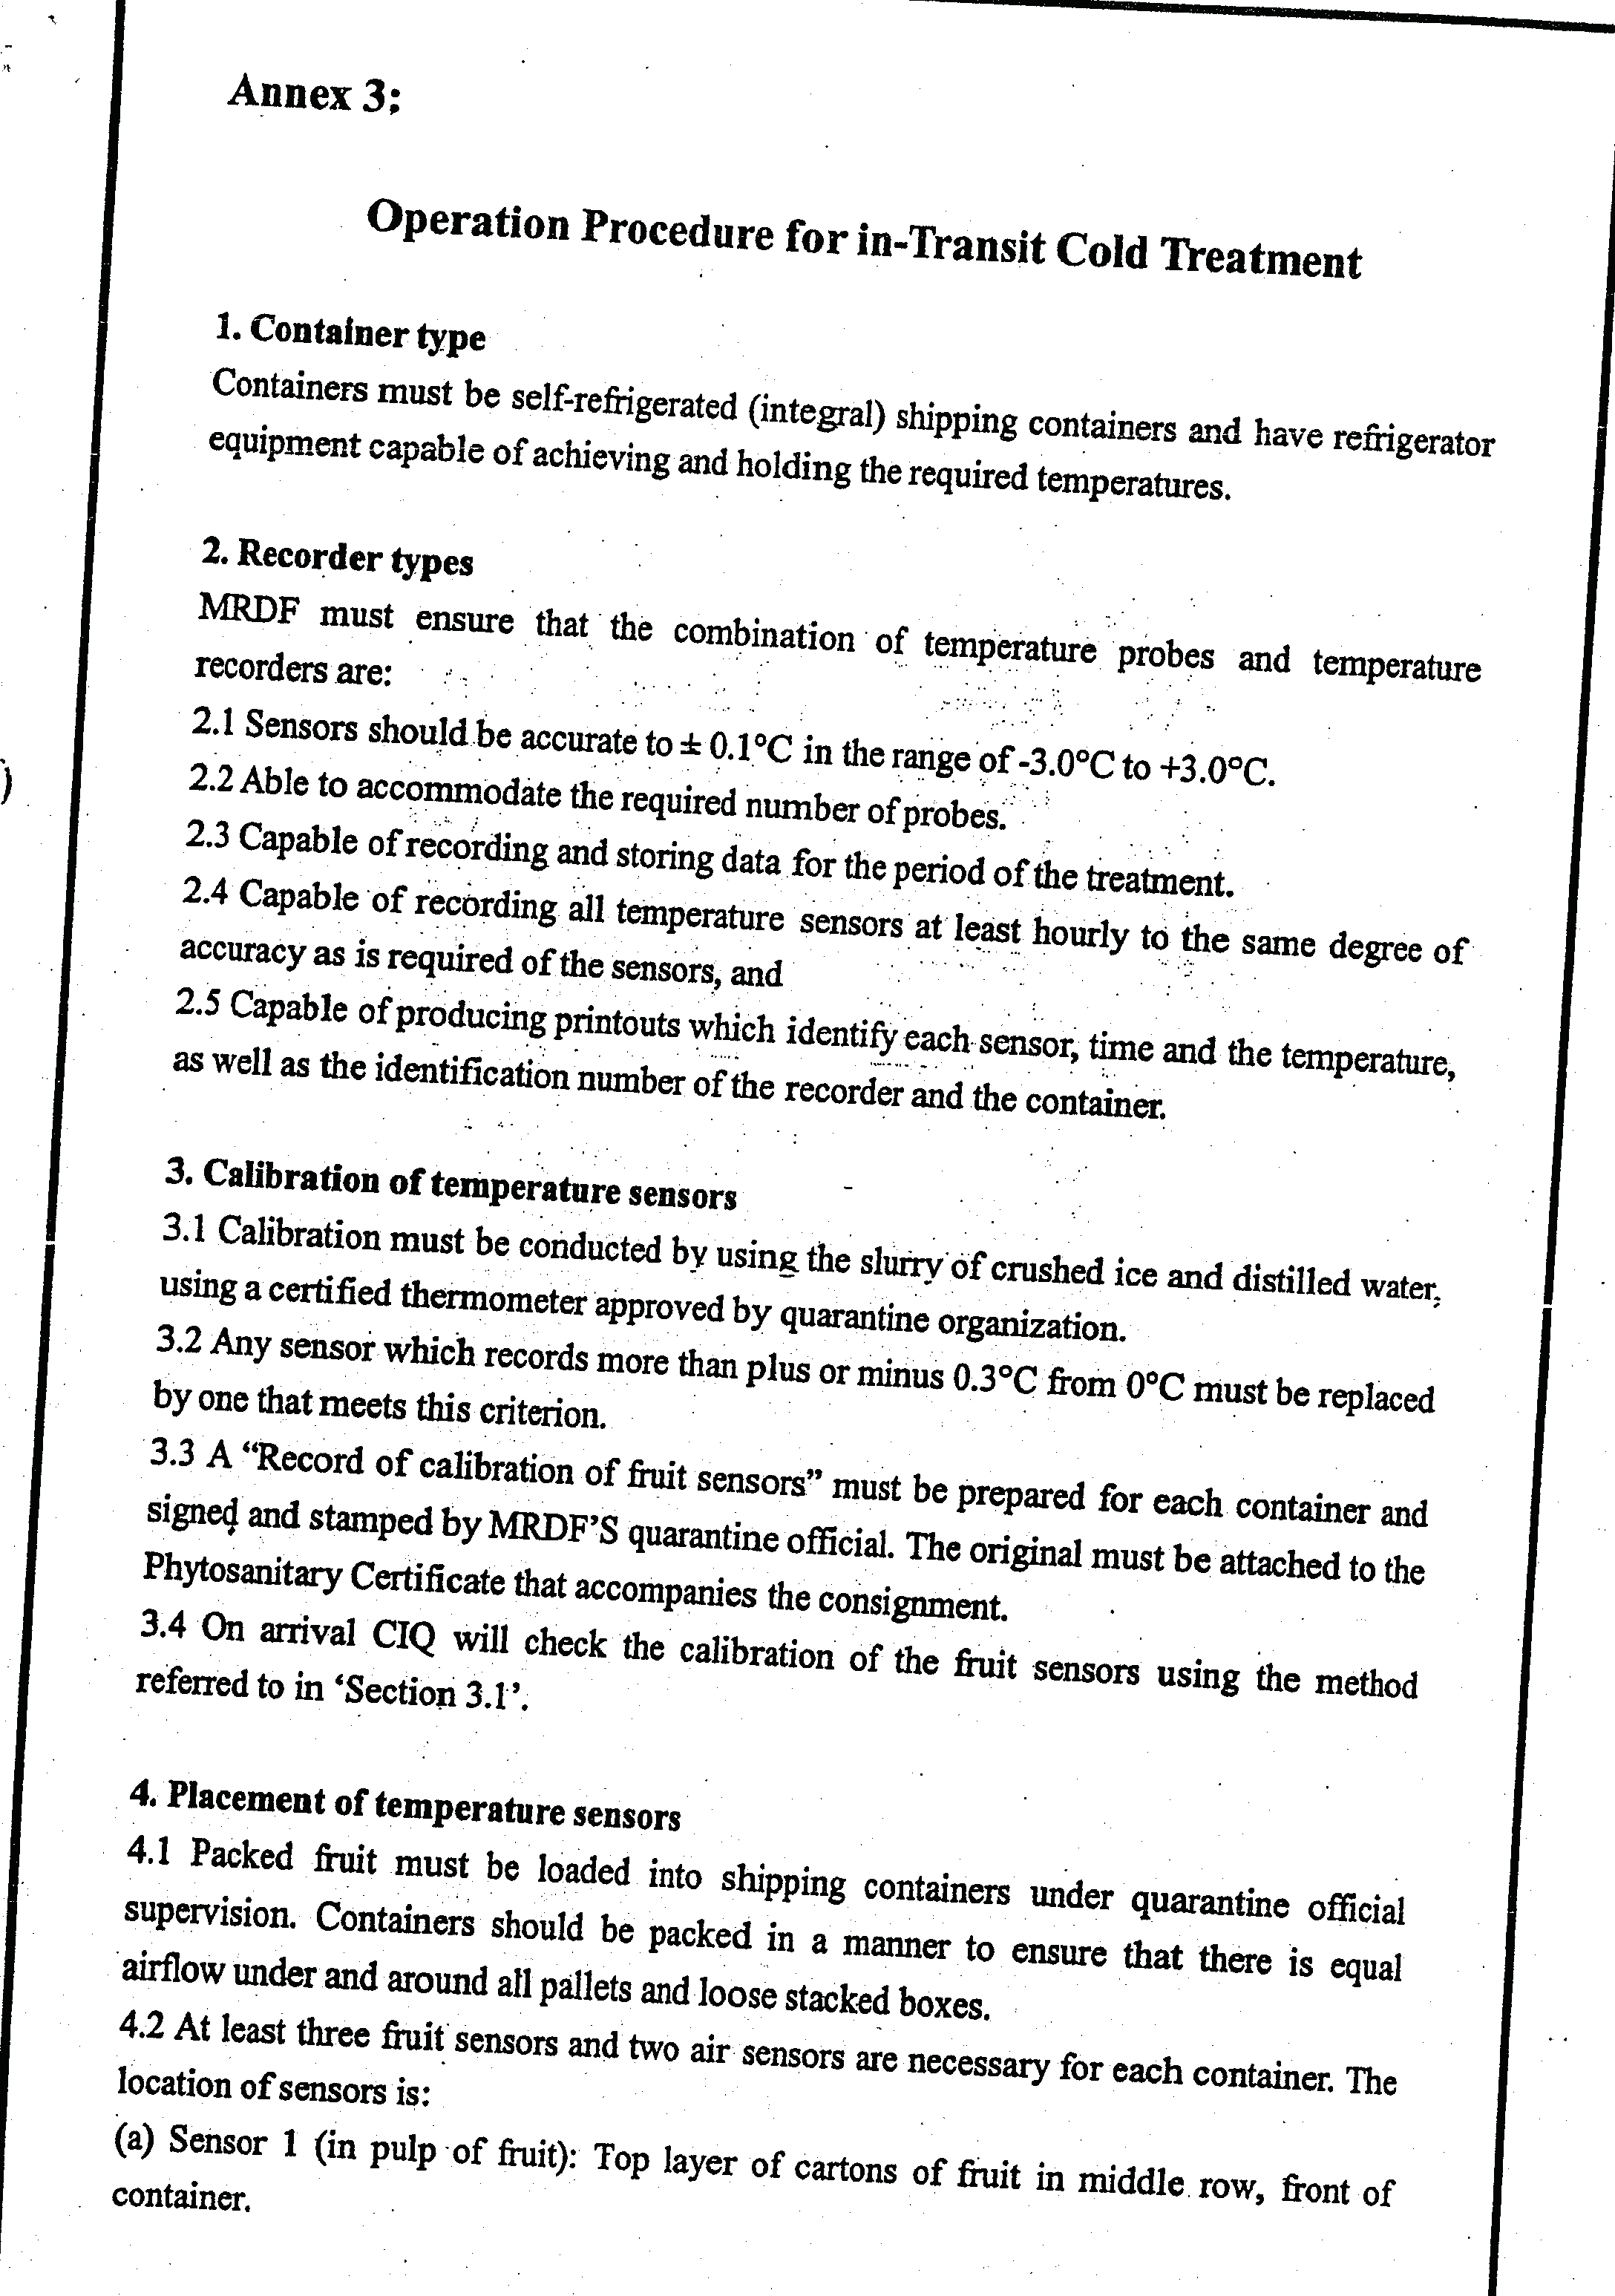 Annex 3:
Operation Procedure for in-Transit Cold Treatment
1. Container type
Containers must be self-refrigerated (integral) shipping containers and have refrigerator
equipment capable of achieving and holding the required temperatures.
2. Recorder types
MRDF must ensure that the combination of temperature probes and temperature
recorders are:
2.1 Sensors should be accurate to ± 0.1°C in the range of -3.0°C to +3.0°C.
2.2 Able to accommodate the required number of probes.
2.3 Capable of recording and storing data for the period of the treatment.
2.4 Capable of recording all temperature sensors at least hourly to the same degree of
accuracy as is required of the sensors, and
2.5 Capable of producing printouts which identify each sensor, time and the temperature,
as well as the identification number of the recorder and the container.
3. Calibration of temperature sensors
3.1 Calibration must be conducted by using the slurry of crushed ice and distilled water,
using a certified thermometer approved by quarantine organization.
3.2 Any sensor which records more than plus or minus 0.3°C from 0°C must be replaced
by one that meets this criterion.
3.3 A “Record of calibration of fruit sensors” must be prepared for each container and
signed and stamped by MRDF’S quarantine official. The original must be attached to the
Phytosanitary Certificate that accompanies the consignment.
3.4 On arrival CIQ will check the calibration of the fruit sensors using the method
referred to in ‘Section 3.1’.
4. Placement of temperature sensors
4.1 Packed fruit must be loaded into shipping containers under quarantine official
supervision. Containers should be packed in a manner to ensure that there is equal
airflow under and around all pallets and loose stacked boxes.
4.2 At least three fruit sensors and two air sensors are necessary for each container. The
location of sensors is:
(a) Sensor 1 (in pulp of fruit): Top layer of cartons of fruit in middle row, front of
container.